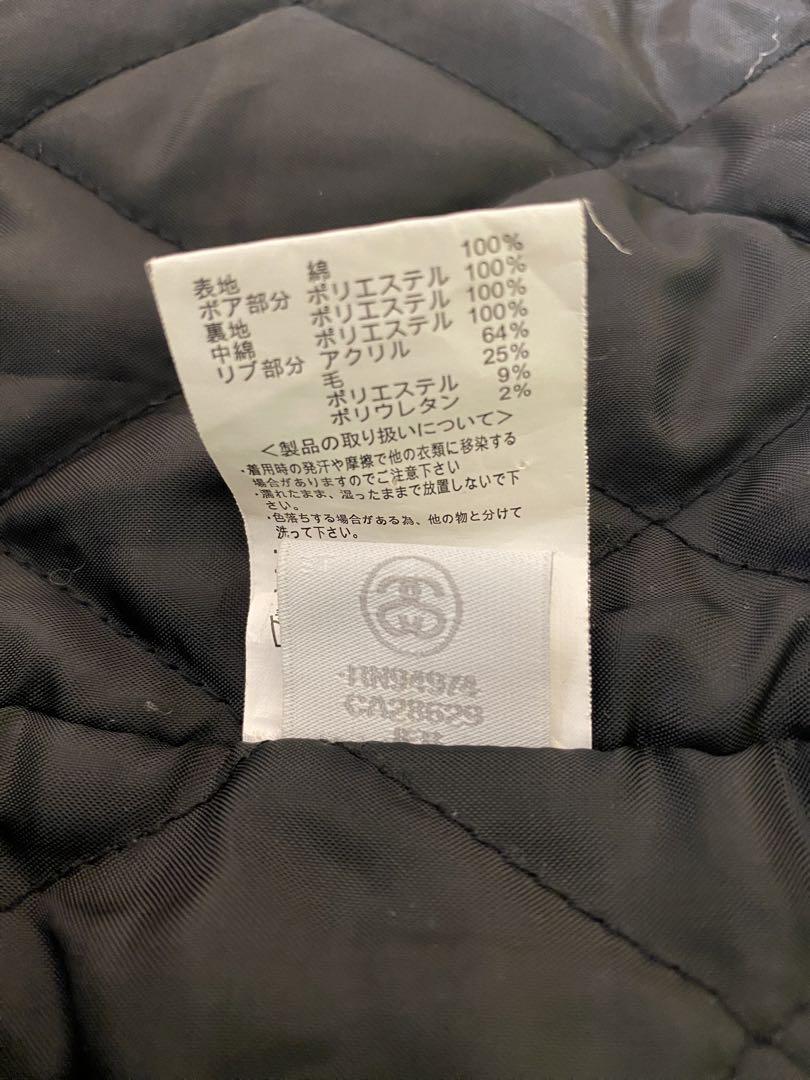 表地 綿 100%
ボア部分 ポリエステル 100%
裏地 ポリエステル 100%
中綿 ポリエステル 100%
リブ部分 アクリル 64%
毛 25%
ポリエステル 9%
ポリウレタン 2%
＜製品の取り扱いについて＞
・着用時の発汗や摩擦で他の衣類に移染する
場合がありますのでご注意下さい
・濡れたまま、湿ったままで放置しないで下
さい。
・色落ちする場合がある為、他の物と分けて
洗って下さい。
RN94974
CA28629